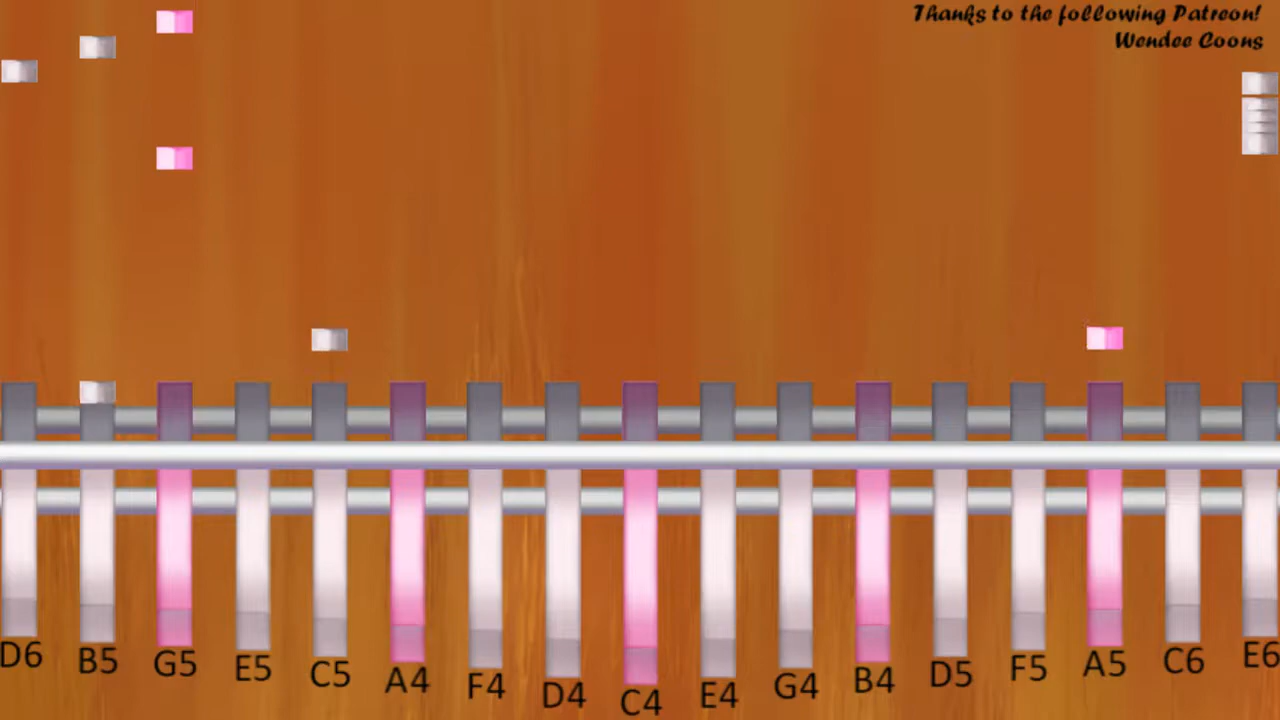 Thanks to the following Patreon!
Wendee Coons
D6 B5 G5 E5 C5 A4 F4 D4 C4 E4 G4 B4 D5 F5 A5 C6 E6